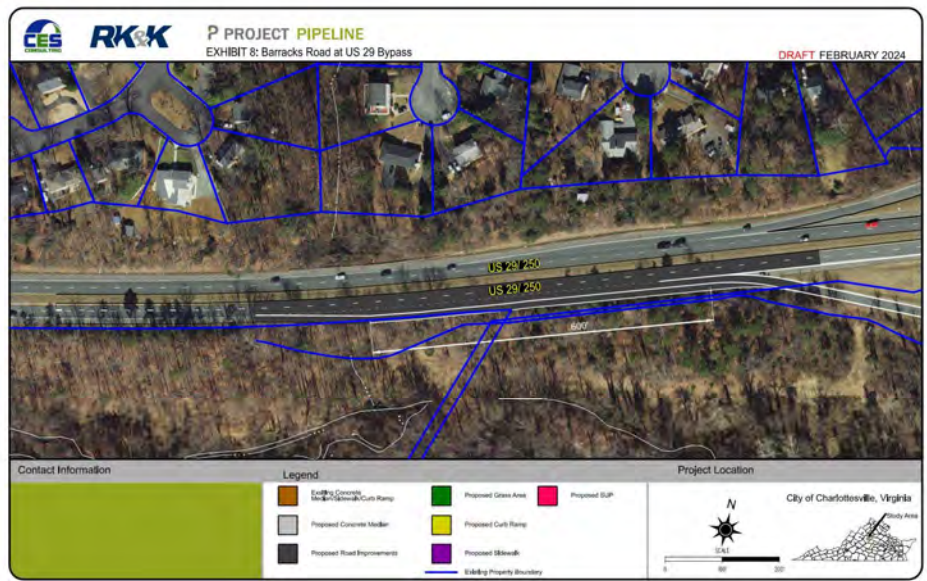 CES
CONSULTING
RK&K
P PROJECT PIPELINE
EXHIBIT 8: Barracks Road at US 29 Bypass
DRAFT FEBRUARY 2024
US 29/ 250
US 29/ 250
600'
Contact Information
Legend
Existing Concrete
Median/Sidewalk/Curb Ramp
Proposed Concrete Median
Proposed Road Improvements
Proposed Grass Area
Proposed Curb Ramp
Proposed Sidewalk
Existing Property Boundary
Proposed SUP
Project Location
N
SCALE
0
City of Charlottesville, Virginia
Study Area